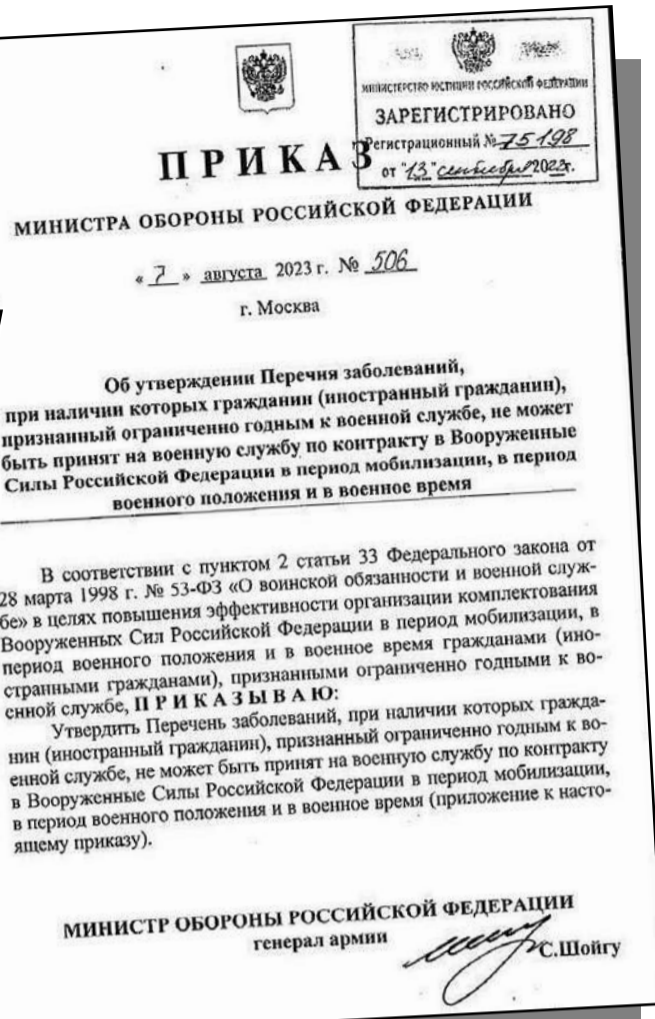 МИНИСТЕРСТВО ЮСТИЦИИ РОССИЙСКОЙ ФЕДЕРАЦИИ
ЗАРЕГИСТРИРОВАНО
Регистрационный № 75198
от "13" сентября 2023г.
ПРИКАЗ
МИНИСТРА ОБОРОНЫ РОССИЙСКОЙ ФЕДЕРАЦИИ
« 7 » августа 2023 г. № 506
г. Москва
Об утверждении Перечня заболеваний,
при наличии которых гражданин (иностранный гражданин),
признанный ограниченно годным к военной службе, не может
быть принят на военную службу по контракту в Вооруженные
Силы Российской Федерации в период мобилизации, в период
военного положения и в военное время
В соответствии с пунктом 2 статьи 33 Федерального закона от
28 марта 1998 г. № 53-ФЗ «О воинской обязанности и военной служ-
бе» в целях повышения эффективности организации комплектования
Вооруженных Сил Российской Федерации в период мобилизации, в
период военного положения и в военное время гражданами (ино-
странными гражданами), признанными ограниченно годными к во-
енной службе, ПРИКАЗЫВАЮ:
Утвердить Перечень заболеваний, при наличии которых гражда-
нин (иностранный гражданин), признанный ограниченно годным к во-
енной службе, не может быть принят на военную службу по контракту
в Вооруженные Силы Российской Федерации в период мобилизации,
в период военного положения и в военное время (приложение к насто-
ящему приказу).
МИНИСТР ОБОРОНЫ РОССИЙСКОЙ ФЕДЕРАЦИИ
генерал армии
С.Шойгу